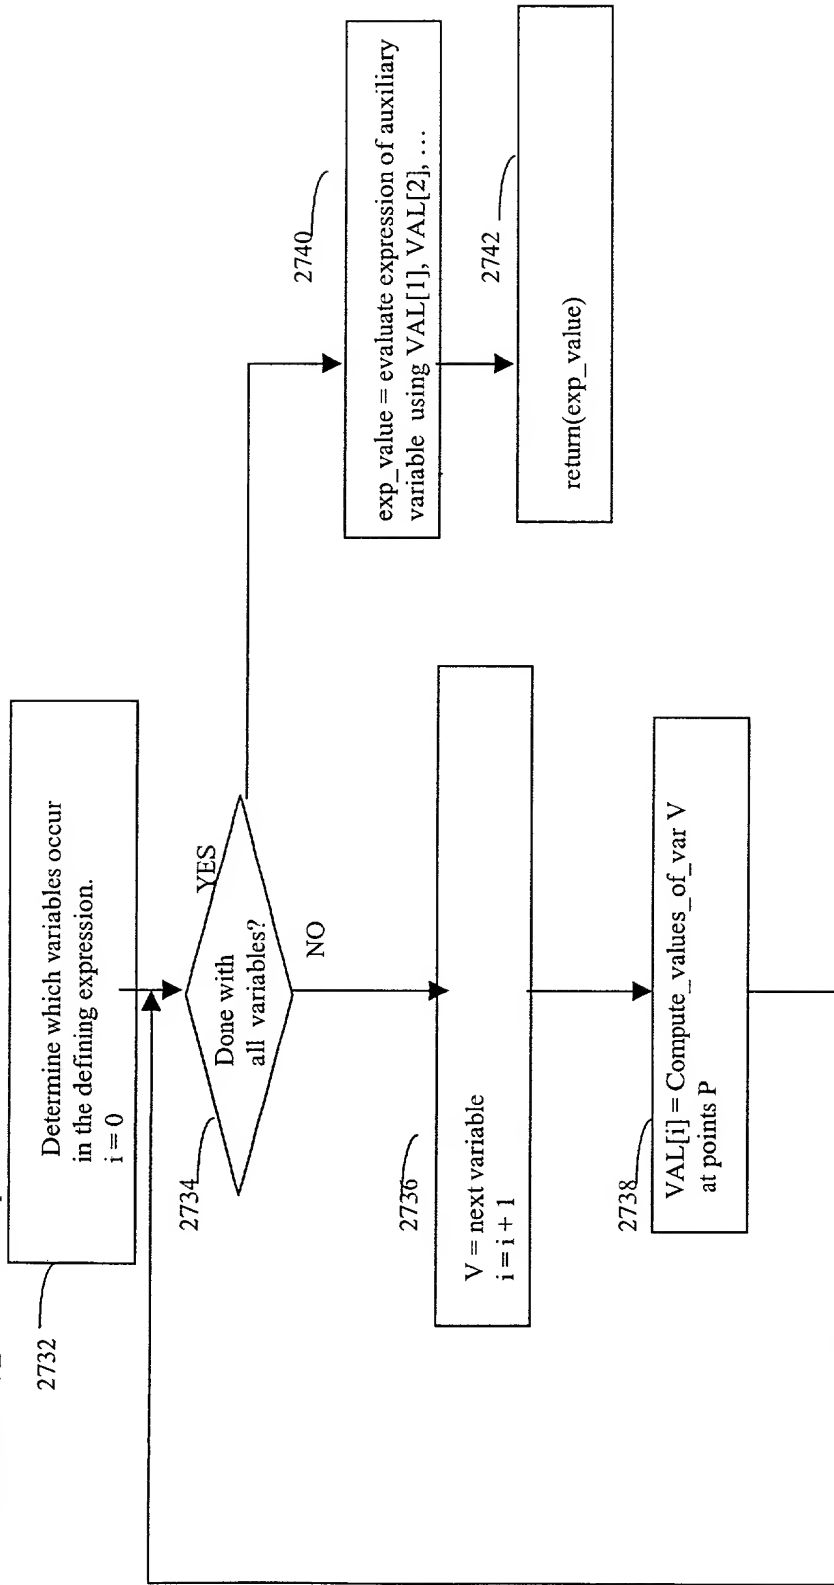 2732
Determine which variables occur
in the defining expression.
i = 0
2734
Done with
all variables?
YES
NO
2736
V = next variable
i = i + 1
2738
VAL[i] = Compute_values_of_var V
at points P
2740
exp_value = evaluate expression of auxiliary
variable using VAL[1], VAL[2], …
2742
return(exp_value)